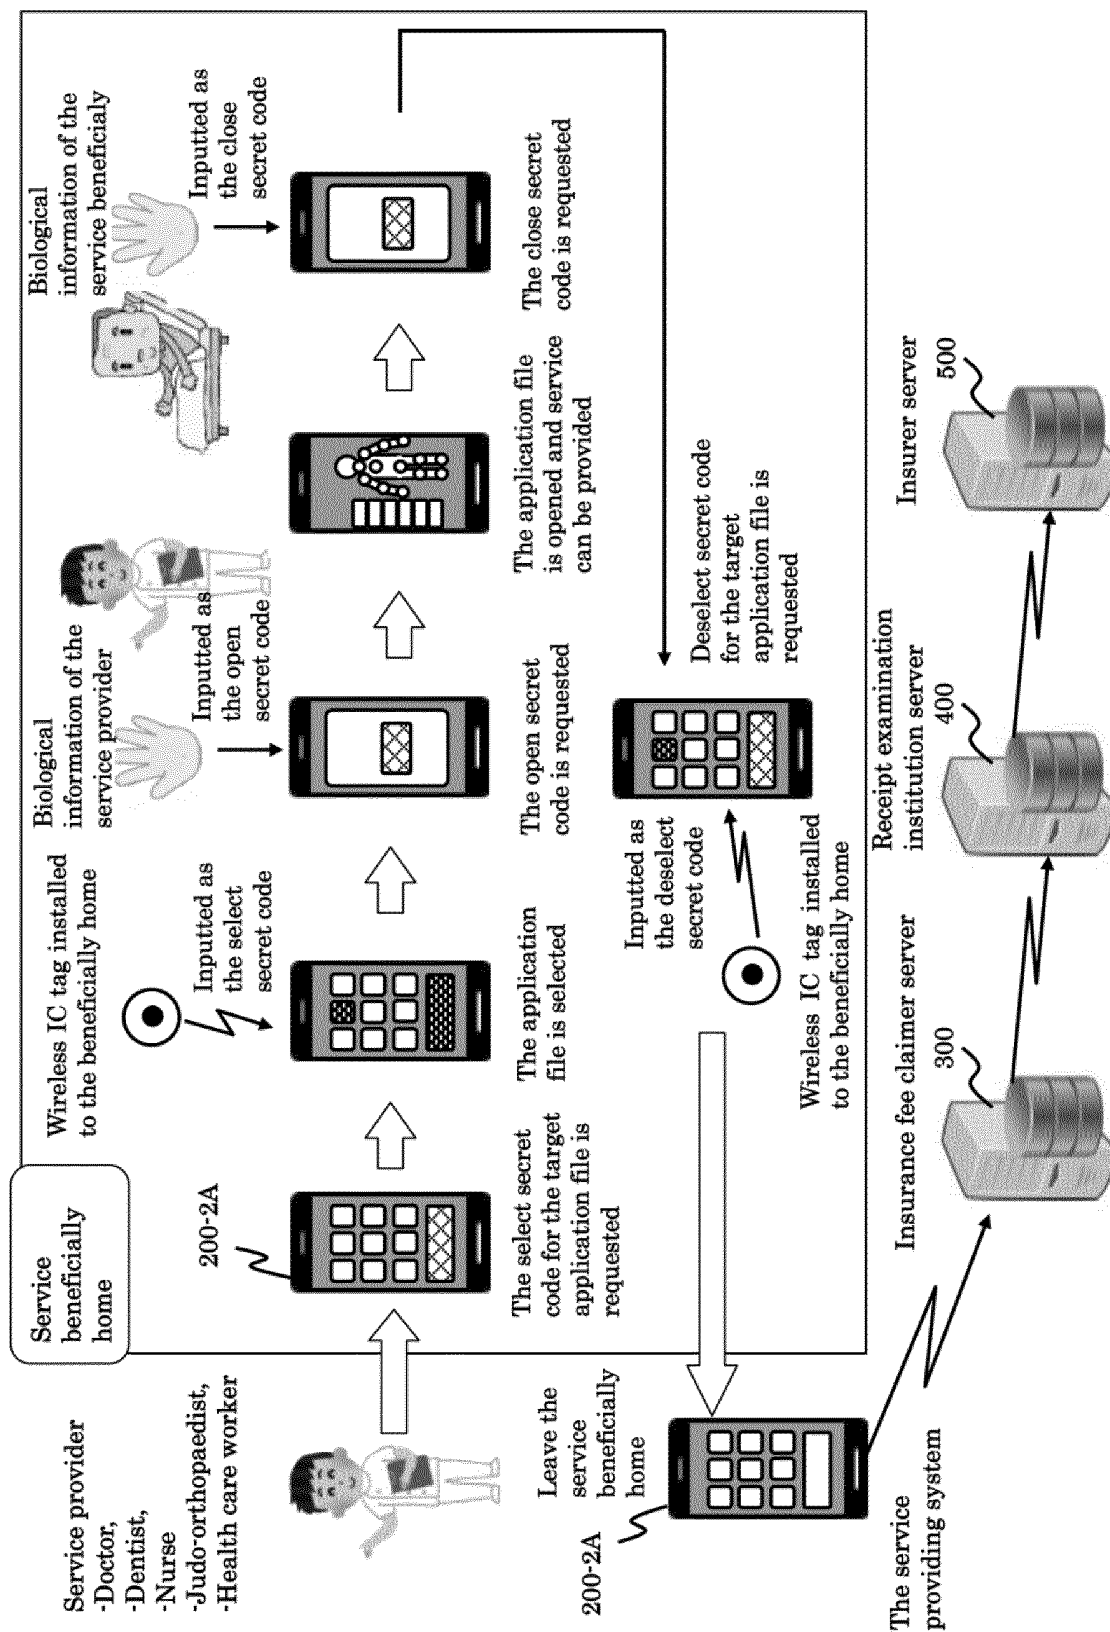 Service provider
-Doctor,
-Dentist,
-Nurse
-Judo-orthopaedist,
-Health care worker
Service
beneficially
home
200-2A
The select secret
code for the target
application file is
requested
Wireless IC tag installed
to the beneficially home
Inputted as
the select
secret code
The application
file is selected
Biological
information of the
service provider
Inputted as
the open
secret code
The open secret
code is requested
The application file
is opened and service
can be provided
Biological
information of the
service beneficialy
Inputted as
the close
secret code
The close secret
code is requested
Deselect secret code
for the target
application file is
requested
Inputted as
the deselect
secret code
Wireless IC tag installed
to the beneficially home
Leave the
service
beneficially
home
200-2A
The service
providing system
Insurance fee claimer server
300
Receipt examination
institution server
400
Insurer server
500